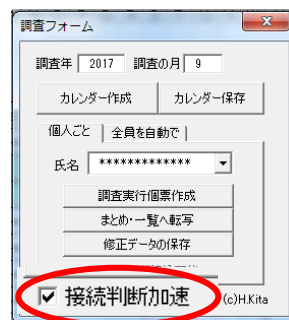 調査フォーム
調査年 2017 調査の月 9
カレンダー作成 カレンダー保存
個人ごと 全員を自動で
氏名 *************
調査実行個票作成
まとめ・一覧へ転写
修正データの保存
接続判断加速 (c)H.Kita